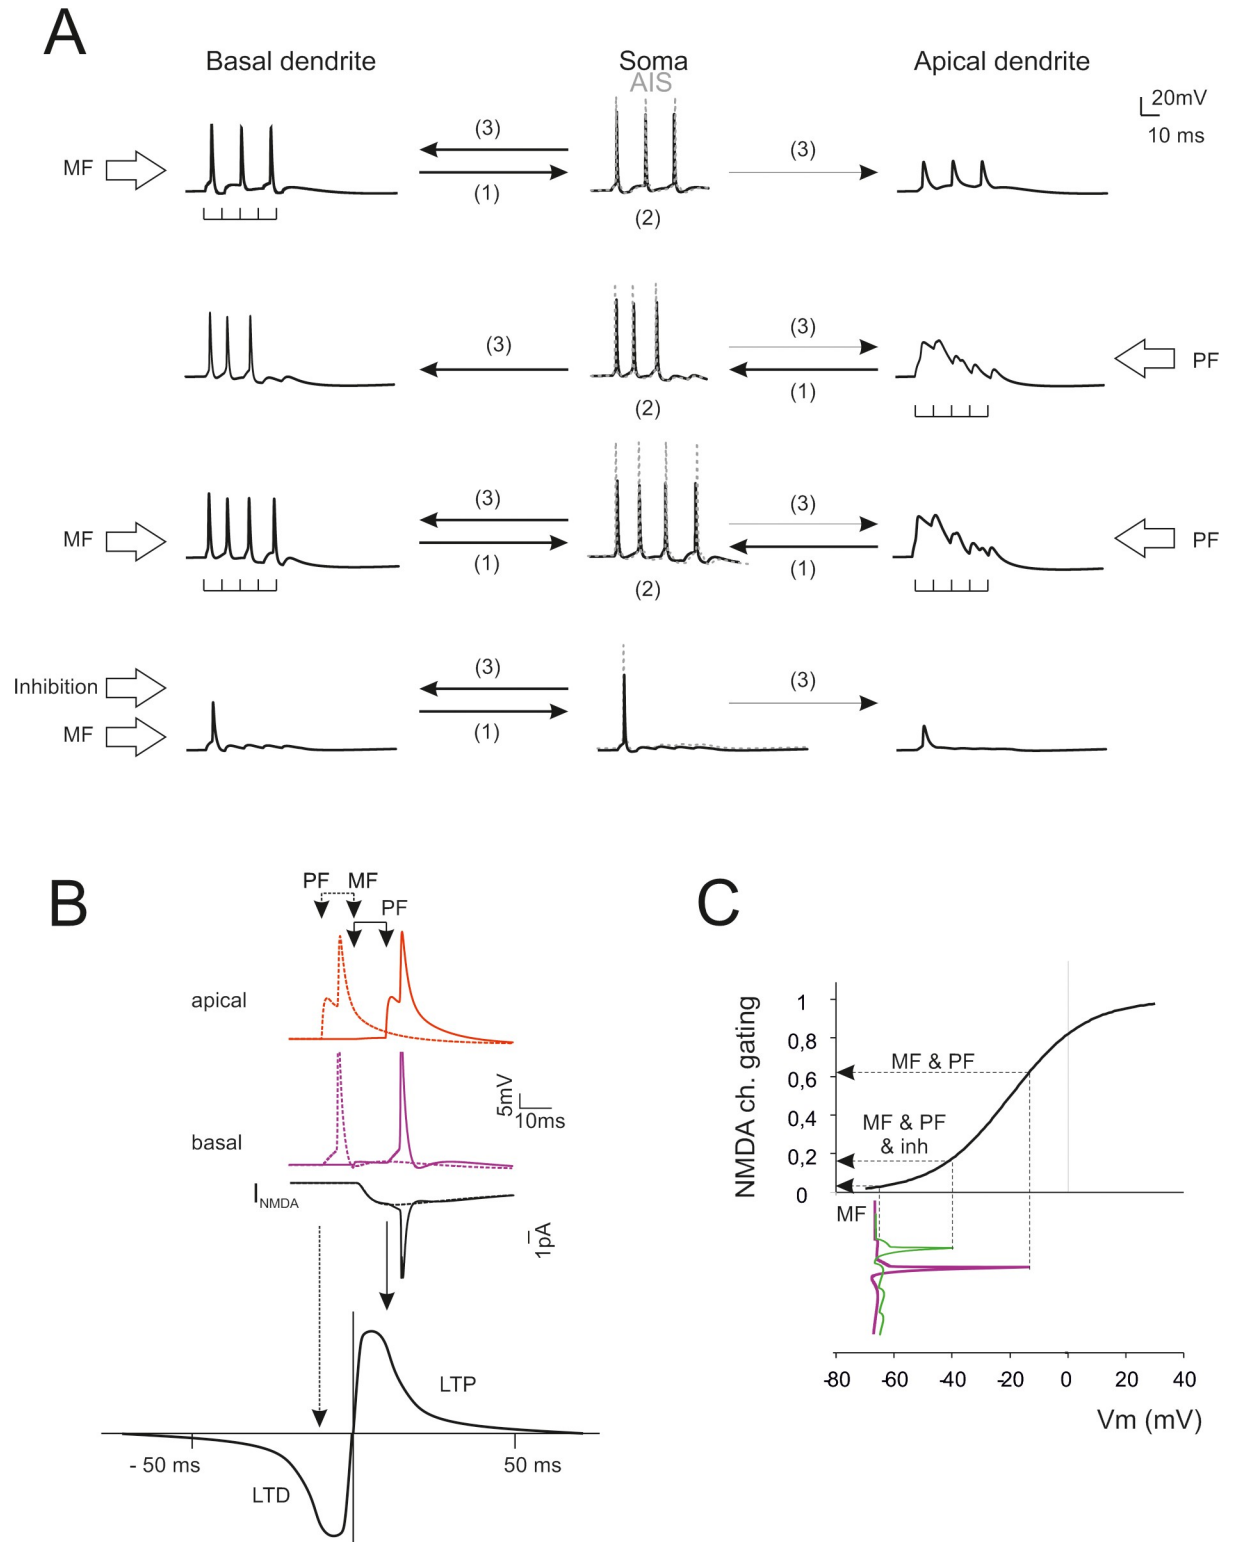 A
Basal dendrite
Soma
AIS
Apical dendrite
20mV
10 ms
MF
(3)
(1)
(2)
(3)
(3)
(2)
(3)
(1)
PF
MF
(3)
(1)
(2)
(3)
(1)
PF
Inhibition
MF
(3)
(1)
(3)
B
PF MF
PF
apical
5mV
10ms
basal
INMDA
1pA
LTP
- 50 ms
50 ms
LTD
C
NMDA ch. gating
1
0,8
0,6
0,4
0,2
0
MF & PF
MF & PF
& inh
MF
-80 -60 -40 -20 0 20 40
Vm (mV)